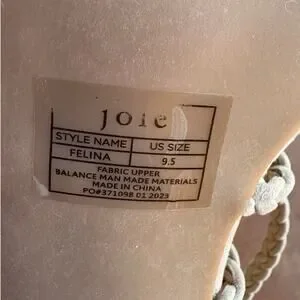 joie
STYLE NAME US SIZE
FELINA 9.5
FABRIC UPPER
BALANCE MAN MADE MATERIALS
MADE IN CHINA
PO#371098 01 2023